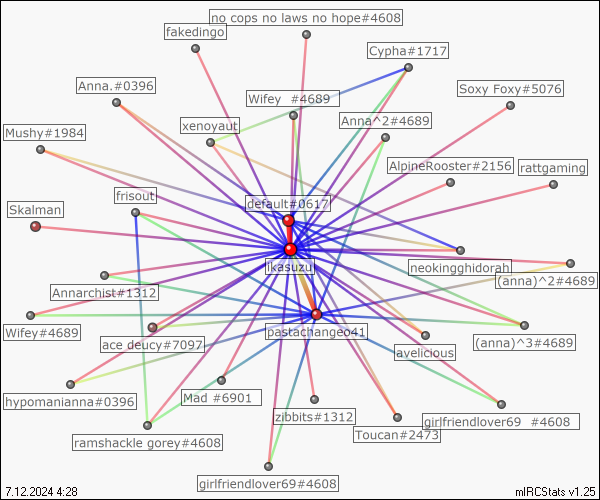 no cops no laws no hope#4608
fakedingo
Cypha#1717
Anna.#0396
Wifey  #4689
Soxy Foxy#5076
Mushy#1984
xenoyaut
Anna^2#4689
AlpineRooster#2156
rattgaming
frisout
default#0617
Skalman
jkasuzu
neokingghidorah
(anna)^2#4689
Annarchist#1312
Wifey#4689
ace deucy#7097
pastachangeo41
avelicious
(anna)^3#4689
hypomanianna#0396
Mad #6901
zibbits#1312
Toucan#2473
girlfriendlover69  #4608
ramshackle gorey#4608
girlfriendlover69#4608
7.12.2024 4:28
mIRCStats v1.25